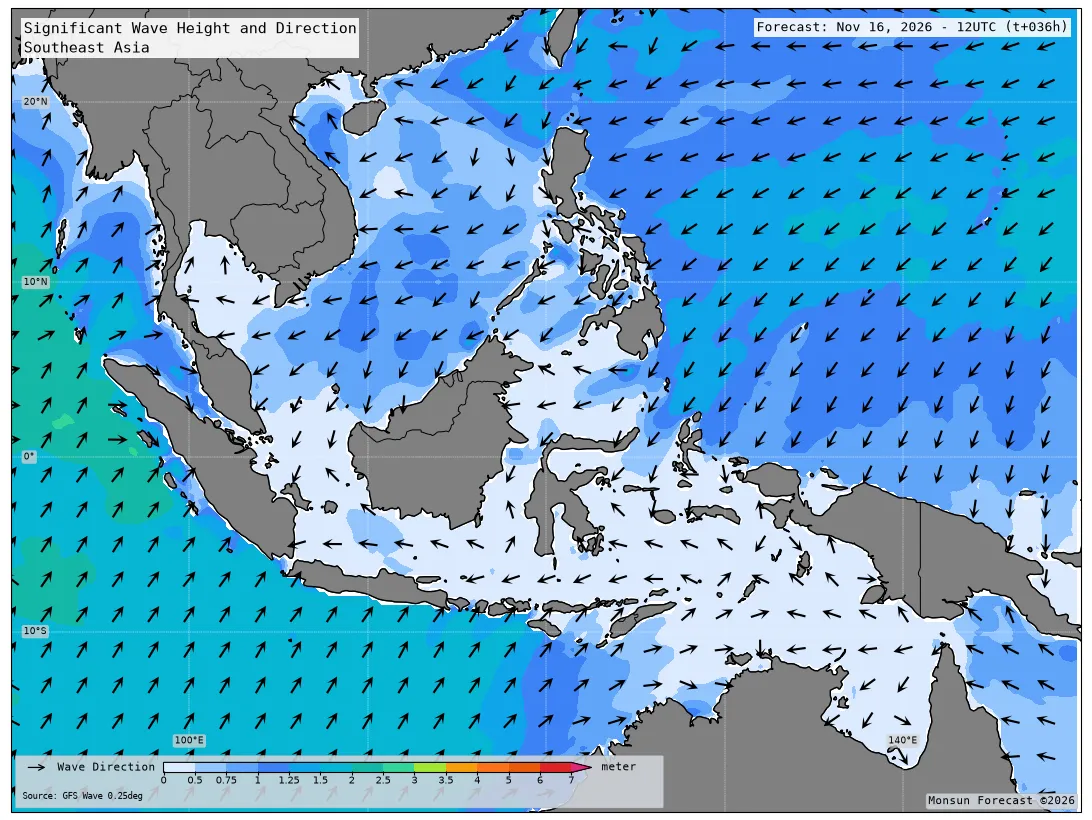 Significant Wave Height and Direction
Southeast Asia
Forecast: Nov 16, 2026 - 12UTC (t+036h)
20°N
10°N
0°
10°S
100°E
140°E
Wave Direction
meter
0 0.5 0.75 1 1.25 1.5 2 2.5 3 3.5 4 5 6 7
Source: GFS Wave 0.25deg
Monsun Forecast ©2026